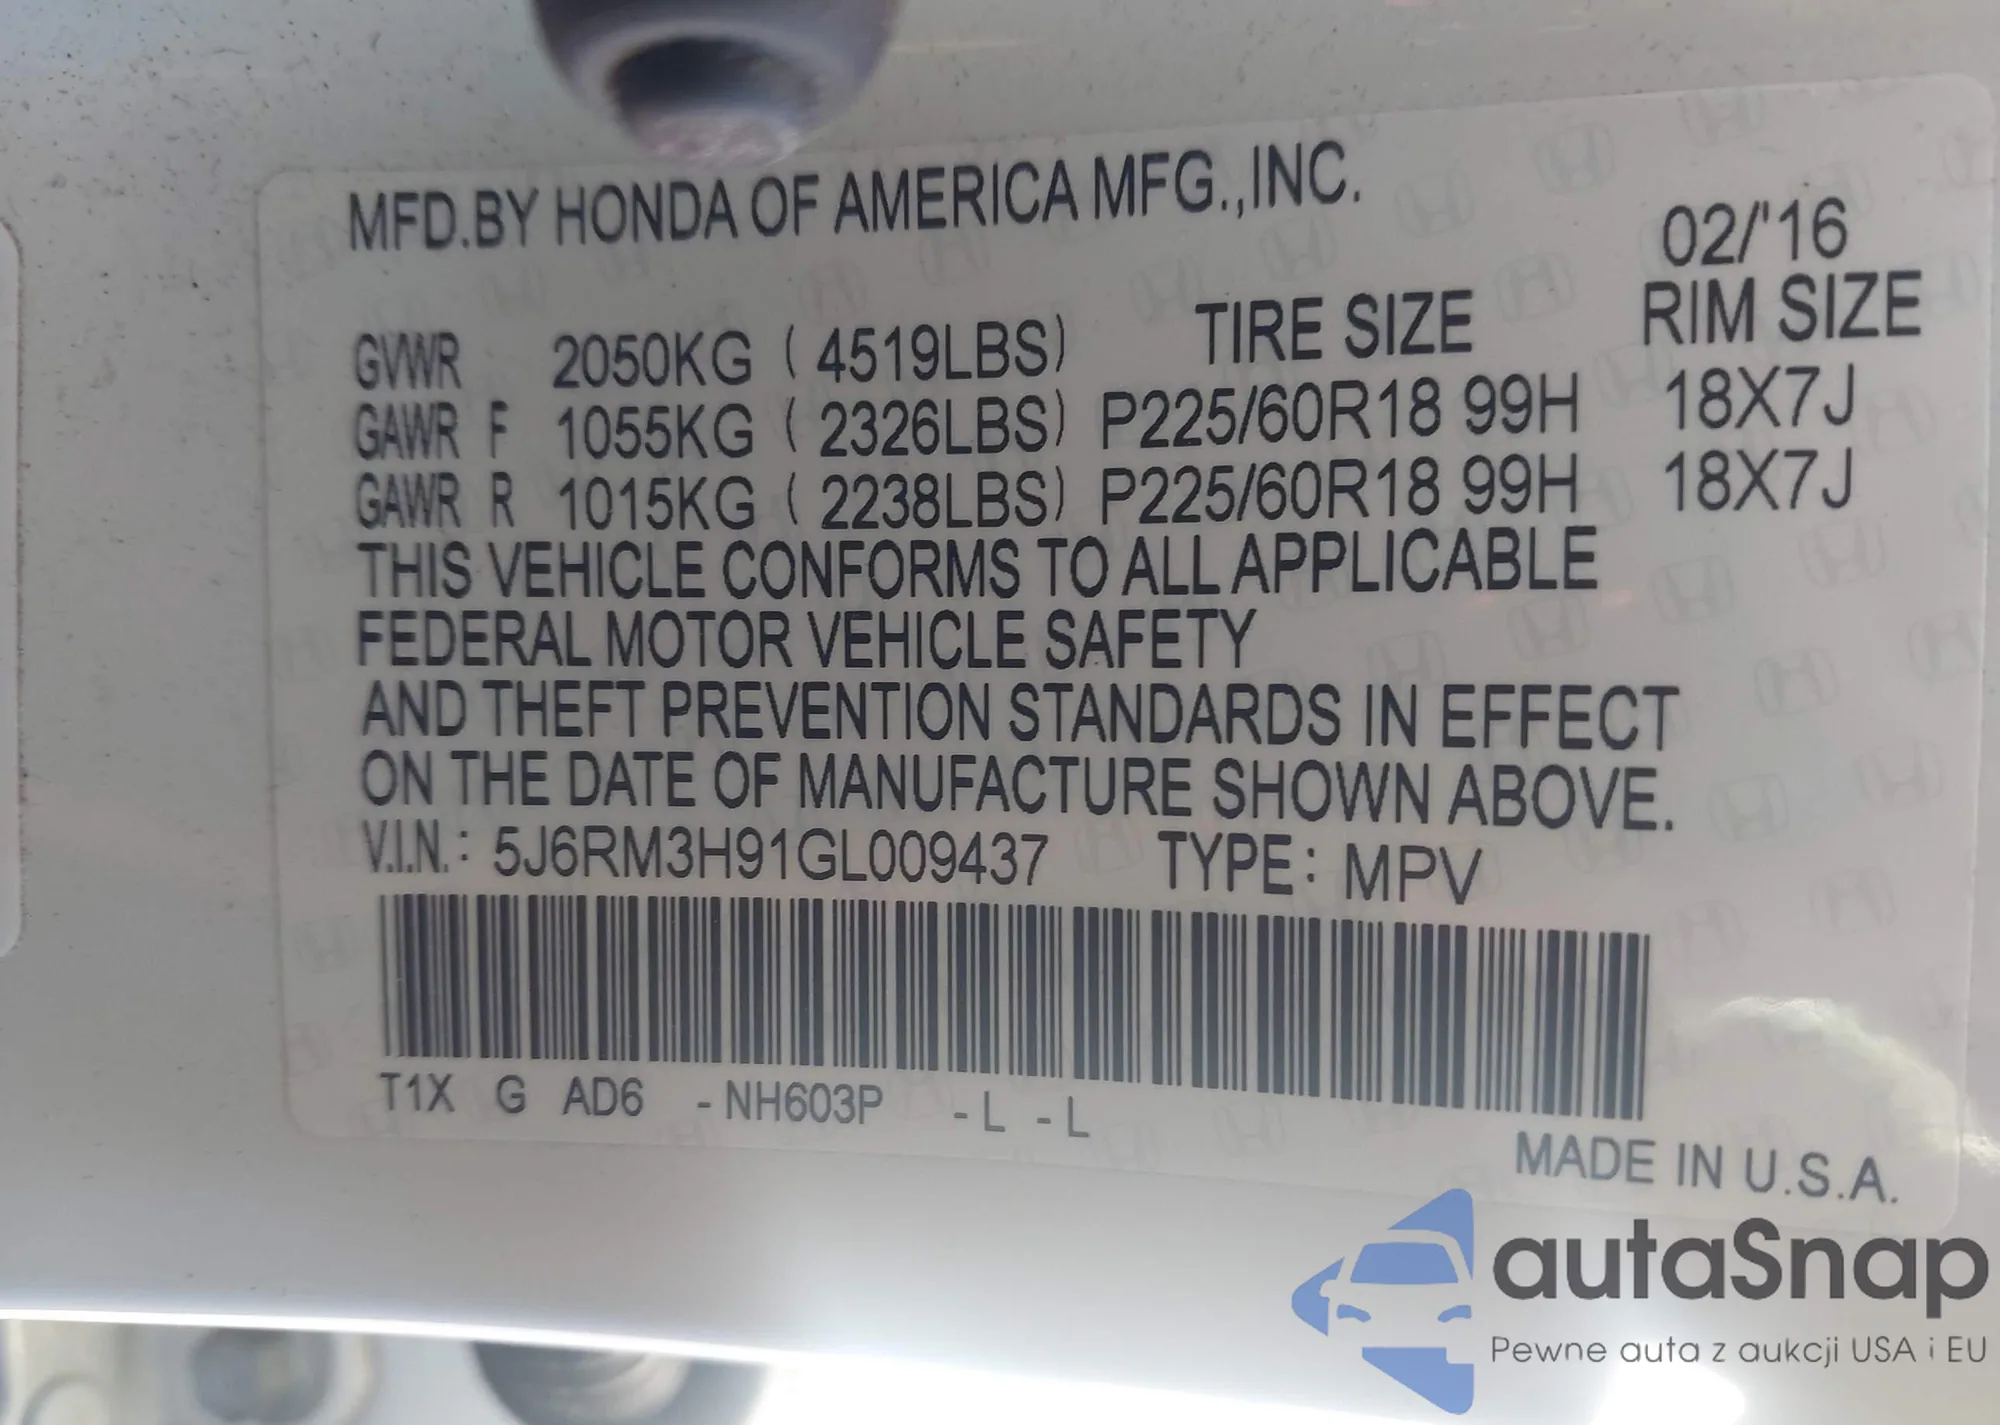 MFD.BY HONDA OF AMERICA MFG.,INC.
02/'16
TIRE SIZE RIM SIZE
GVWR 2050KG (4519LBS)
GAWR F 1055KG (2326LBS) P225/60R18 99H 18X7J
GAWR R 1015KG (2238LBS) P225/60R18 99H 18X7J
THIS VEHICLE CONFORMS TO ALL APPLICABLE
FEDERAL MOTOR VEHICLE SAFETY
AND THEFT PREVENTION STANDARDS IN EFFECT
ON THE DATE OF MANUFACTURE SHOWN ABOVE.
V.I.N.: 5J6RM3H91GL009437 TYPE: MPV
T1X G AD6 -NH603P -L -L
MADE IN U.S.A.
autaSnap
Pewne auta z aukcji USA i EU